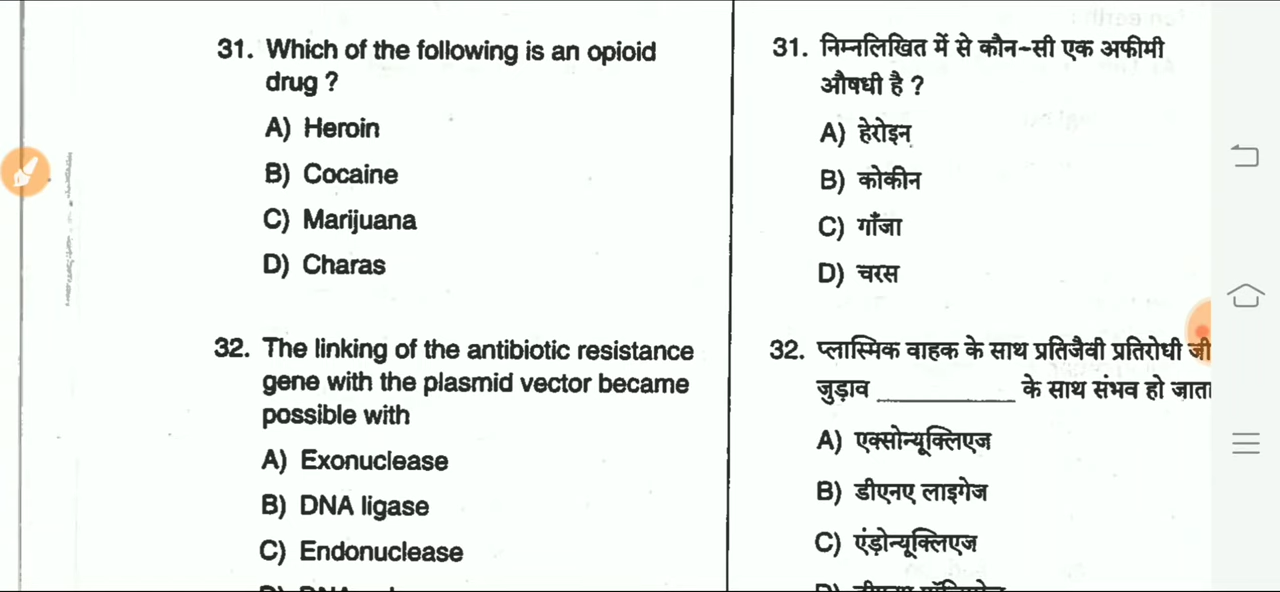 31. Which of the following is an opioid
drug ?
A) Heroin
B) Cocaine
C) Marijuana
D) Charas
32. The linking of the antibiotic resistance
gene with the plasmid vector became
possible with
A) Exonuclease
B) DNA ligase
C) Endonuclease
31. निम्नलिखित में से कौन-सी एक अफीमी
औषधी है ?
A) हेरोइन
B) कोकीन
C) गाँजा
D) चरस
32. प्लास्मिक वाहक के साथ प्रतिजैवी प्रतिरोधी जी
जुड़ाव __________ के साथ संभव हो जाता
A) एक्सोन्यूक्लिएज
B) डीएनए लाइगेज
C) एंड़ोन्यूक्लिएज